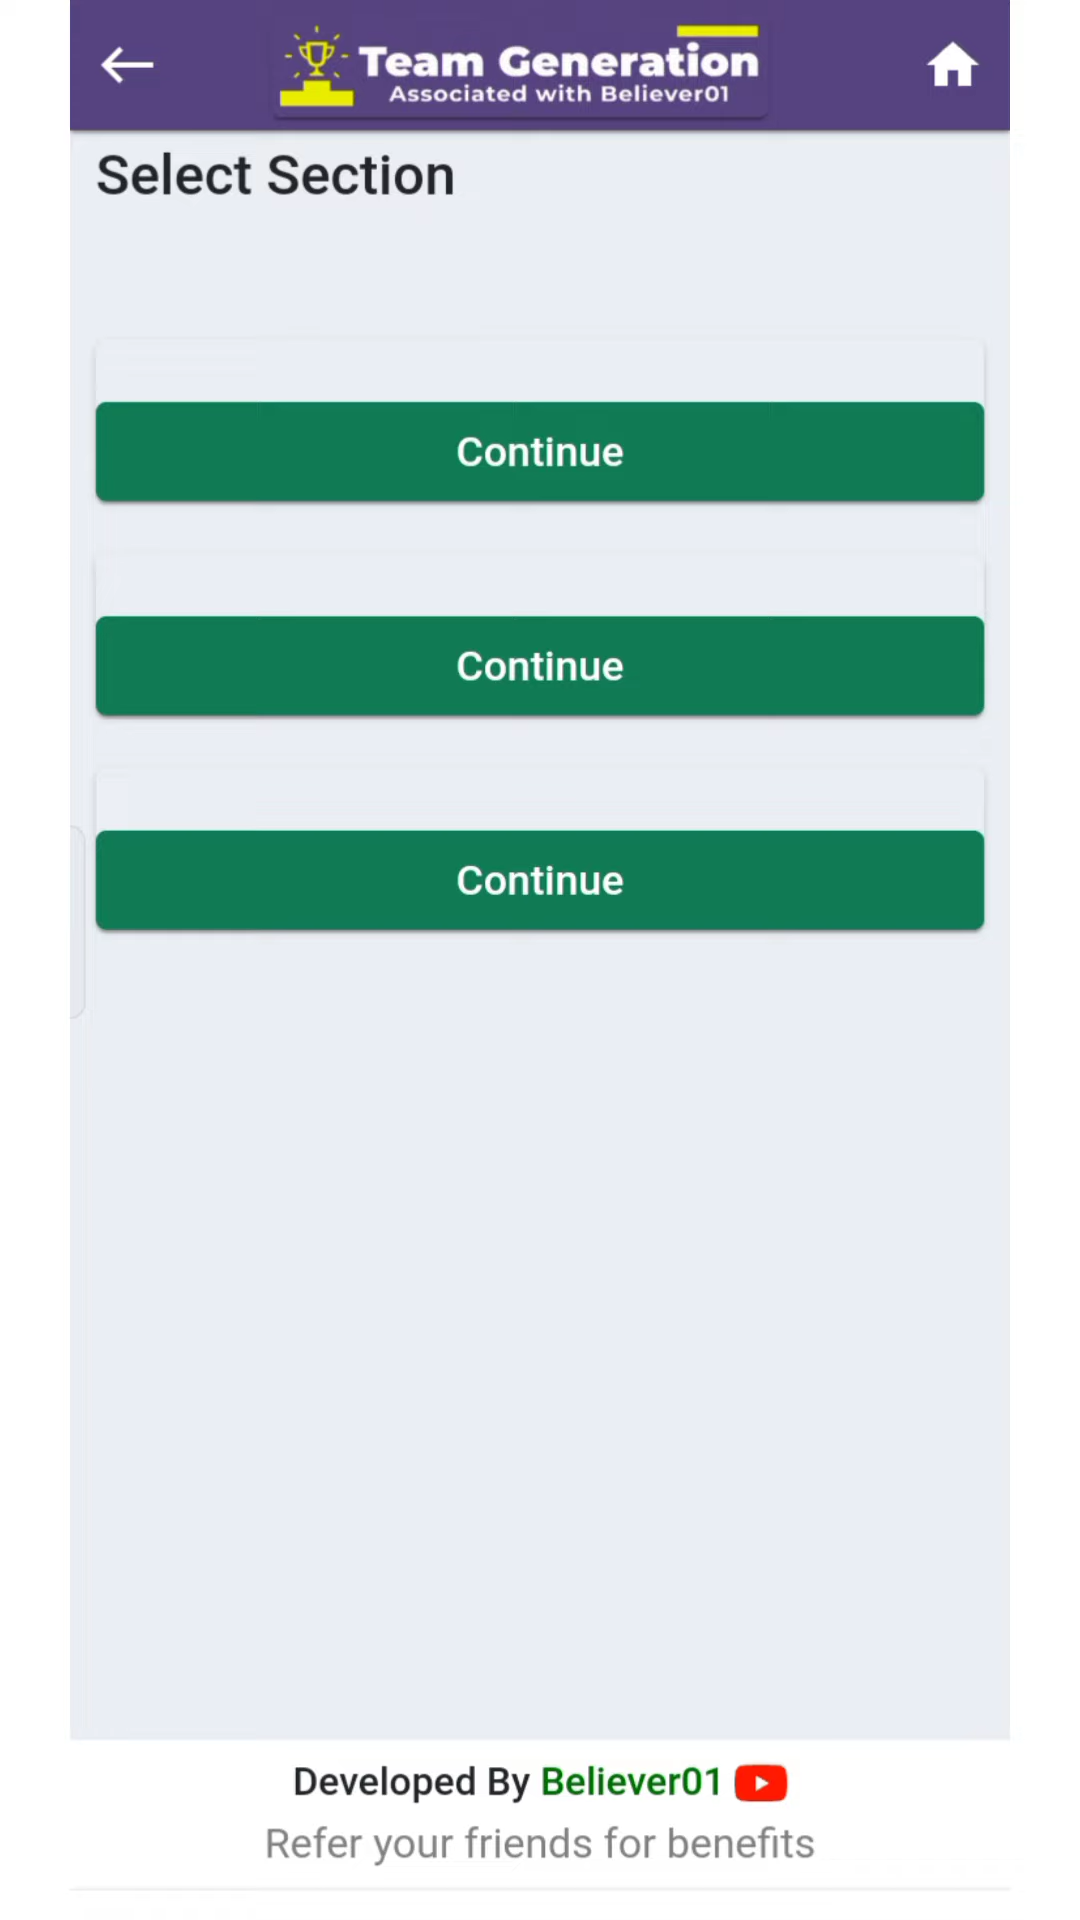 Team Generation
Associated with Believer01
Select Section
Continue
Continue
Continue
Developed By Believer01
Refer your friends for benefits